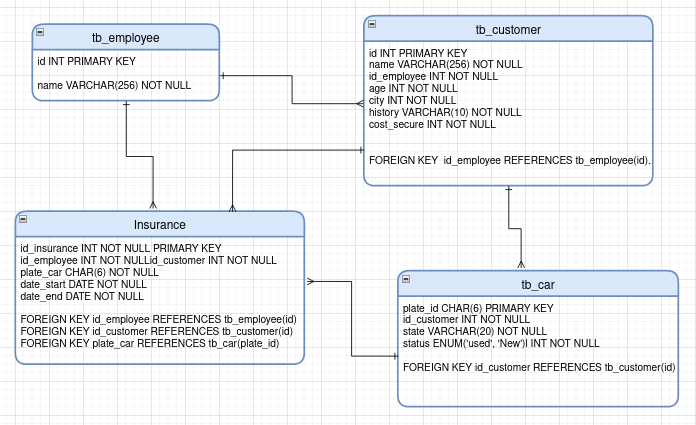 tb_employee
id INT PRIMARY KEY
name VARCHAR(256) NOT NULL
tb_customer
id INT PRIMARY KEY
name VARCHAR(256) NOT NULL
id_employee INT NOT NULL
age INT NOT NULL
city INT NOT NULL
history VARCHAR(10) NOT NULL
cost_secure INT NOT NULL
FOREIGN KEY  id_employee REFERENCES tb_employee(id).
Insurance
id_insurance INT NOT NULL PRIMARY KEY
id_employee INT NOT NULLid_customer INT NOT NULL
plate_car CHAR(6) NOT NULL
date_start DATE NOT NULL
date_end DATE NOT NULL
FOREIGN KEY id_employee REFERENCES tb_employee(id)
FOREIGN KEY id_customer REFERENCES tb_customer(id)
FOREIGN KEY plate_car REFERENCES tb_car(plate_id)
tb_car
plate_id CHAR(6) PRIMARY KEY
id_customer INT NOT NULL
state VARCHAR(20) NOT NULL
status ENUM('used', 'New')I INT NOT NULL
FOREIGN KEY id_customer REFERENCES tb_customer(id)